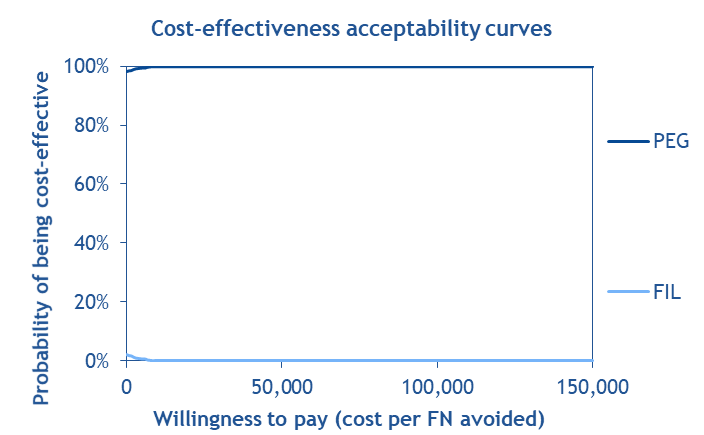 Cost-effectiveness acceptability curves
Probability of being cost-effective
100%
80%
60%
40%
20%
0%
0
50,000
100,000
150,000
Willingness to pay (cost per FN avoided)
PEG
FIL